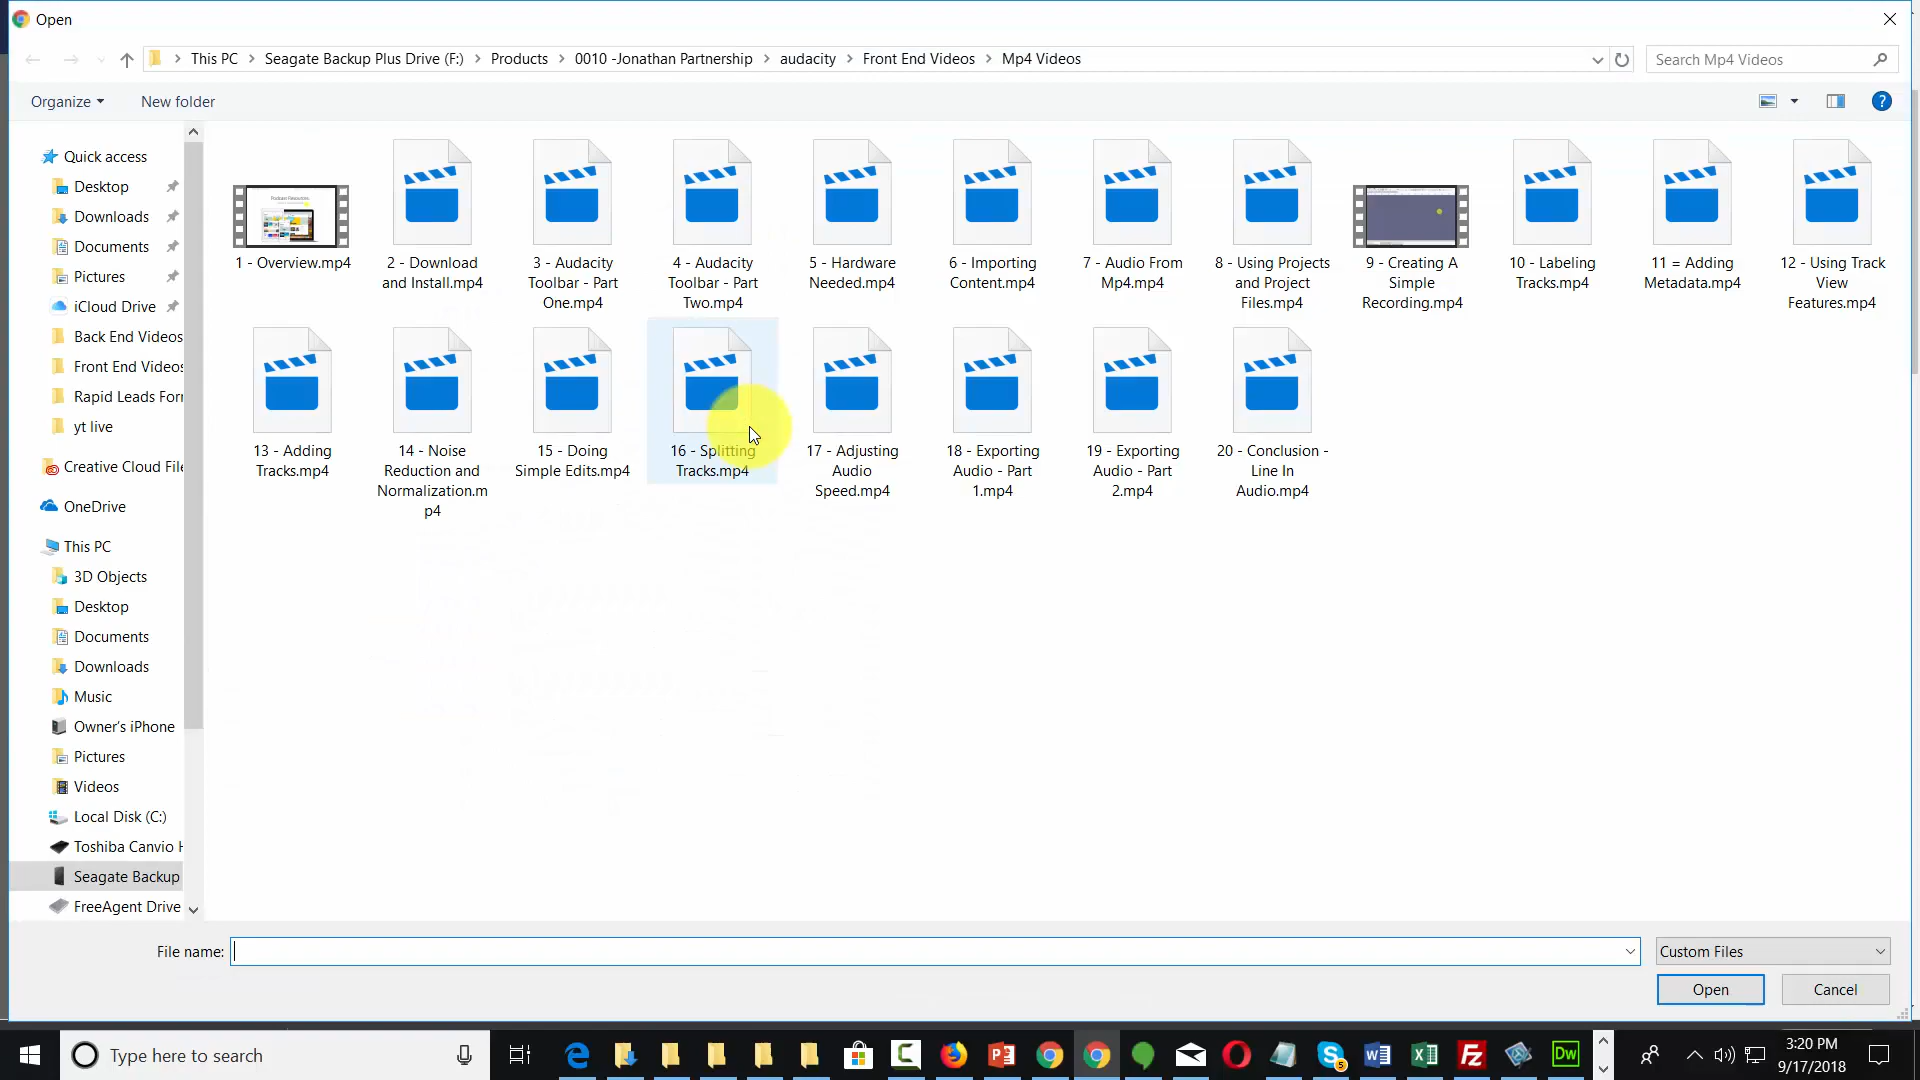 Open
This PC > Seagate Backup Plus Drive (F:) > Products > 0010 -Jonathan Partnership > audacity > Front End Videos > Mp4 Videos
Search Mp4 Videos
Organize
New folder
Quick access
Desktop
Downloads
Documents
Pictures
iCloud Drive
Back End Videos
Front End Videos
Rapid Leads For
yt live
Creative Cloud File
OneDrive
This PC
3D Objects
Desktop
Documents
Downloads
Music
Owner's iPhone
Pictures
Videos
Local Disk (C:)
Toshiba Canvio H
Seagate Backup
FreeAgent Drive
1 - Overview.mp4
2 - Download
and Install.mp4
3 - Audacity
Toolbar - Part
One.mp4
4 - Audacity
Toolbar - Part
Two.mp4
5 - Hardware
Needed.mp4
6 - Importing
Content.mp4
7 - Audio From
Mp4.mp4
8 - Using Projects
and Project
Files.mp4
9 - Creating A
Simple
Recording.mp4
10 - Labeling
Tracks.mp4
11 = Adding
Metadata.mp4
12 - Using Track
View
Features.mp4
13 - Adding
Tracks.mp4
14 - Noise
Reduction and
Normalization.m
p4
15 - Doing
Simple Edits.mp4
16 - Splitting
Tracks.mp4
17 - Adjusting
Audio
Speed.mp4
18 - Exporting
Audio - Part
1.mp4
19 - Exporting
Audio - Part
2.mp4
20 - Conclusion -
Line In
Audio.mp4
File name:
Custom Files
Open
Cancel
Type here to search
3:20 PM
9/17/2018